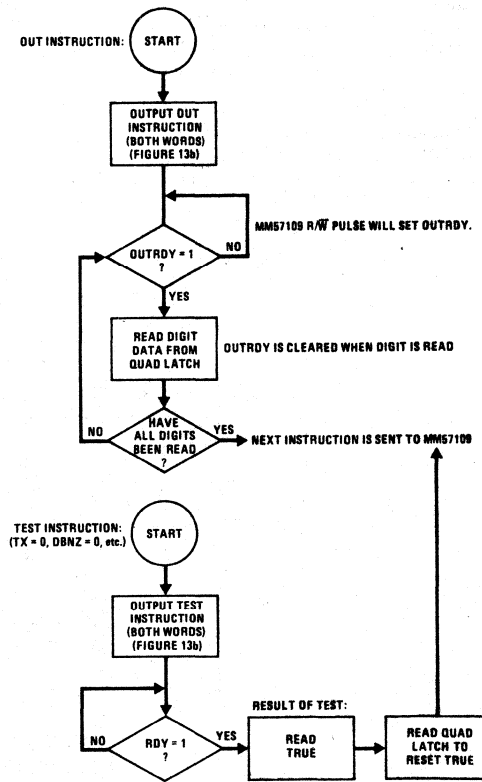 OUT INSTRUCTION:
START
OUTPUT OUT
INSTRUCTION
(BOTH WORDS)
(FIGURE 13b)
MM57109 R/W̅ PULSE WILL SET OUTRDY.
OUTRDY = 1
?
NO
YES
READ DIGIT
DATA FROM
QUAD LATCH
OUTRDY IS CLEARED WHEN DIGIT IS READ
HAVE
ALL DIGITS
BEEN READ
?
NO
YES
NEXT INSTRUCTION IS SENT TO MM57109
TEST INSTRUCTION:
(TX = 0, DBNZ = 0, etc.)
START
OUTPUT TEST
INSTRUCTION
(BOTH WORDS)
(FIGURE 13b)
RDY = 1
?
NO
YES
RESULT OF TEST:
READ
TRUE
READ QUAD
LATCH TO
RESET TRUE